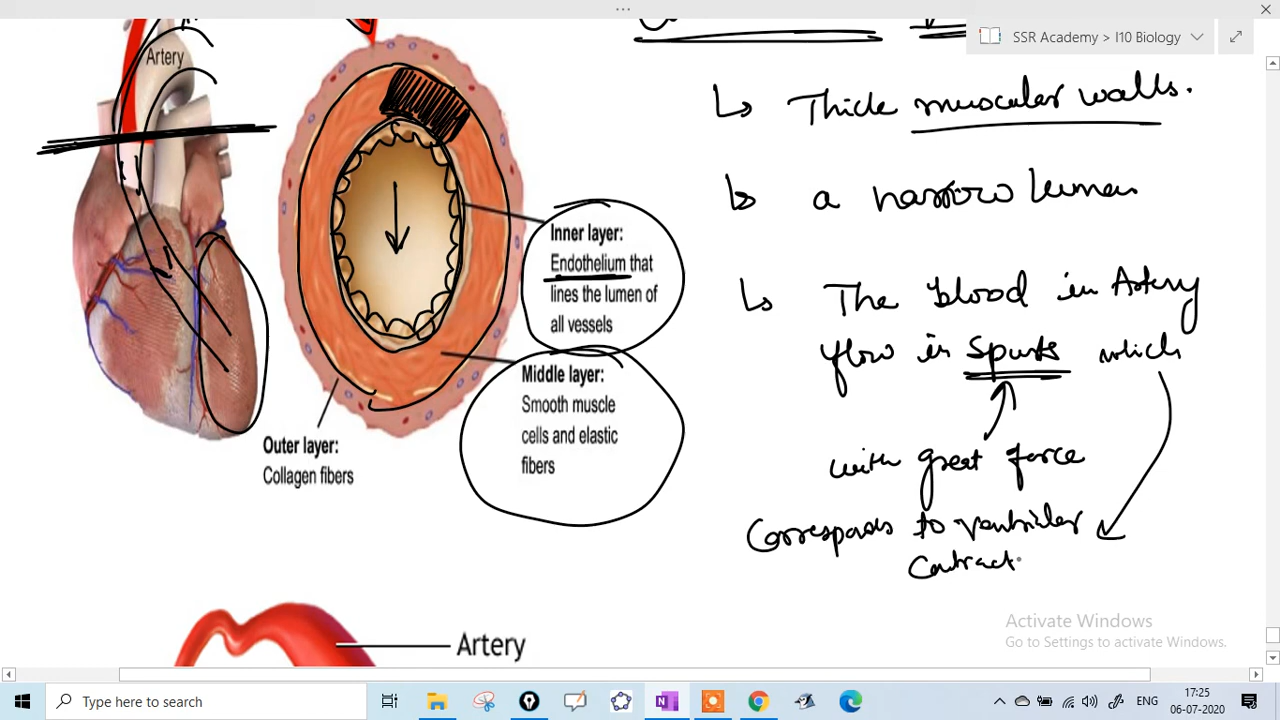 SSR Academy > I10 Biology
Artery
Thick muscular walls.
a narrow lumen
Inner layer:
Endothelium that
lines the lumen of
all vessels
The blood in Artery
flow in Spurts which
with great force
Corresponds to ventricular
Contract
Middle layer:
Smooth muscle
cells and elastic
fibers
Outer layer:
Collagen fibers
Artery
Activate Windows
Go to Settings to activate Windows.
Type here to search
ENG
17:25
06-07-2020